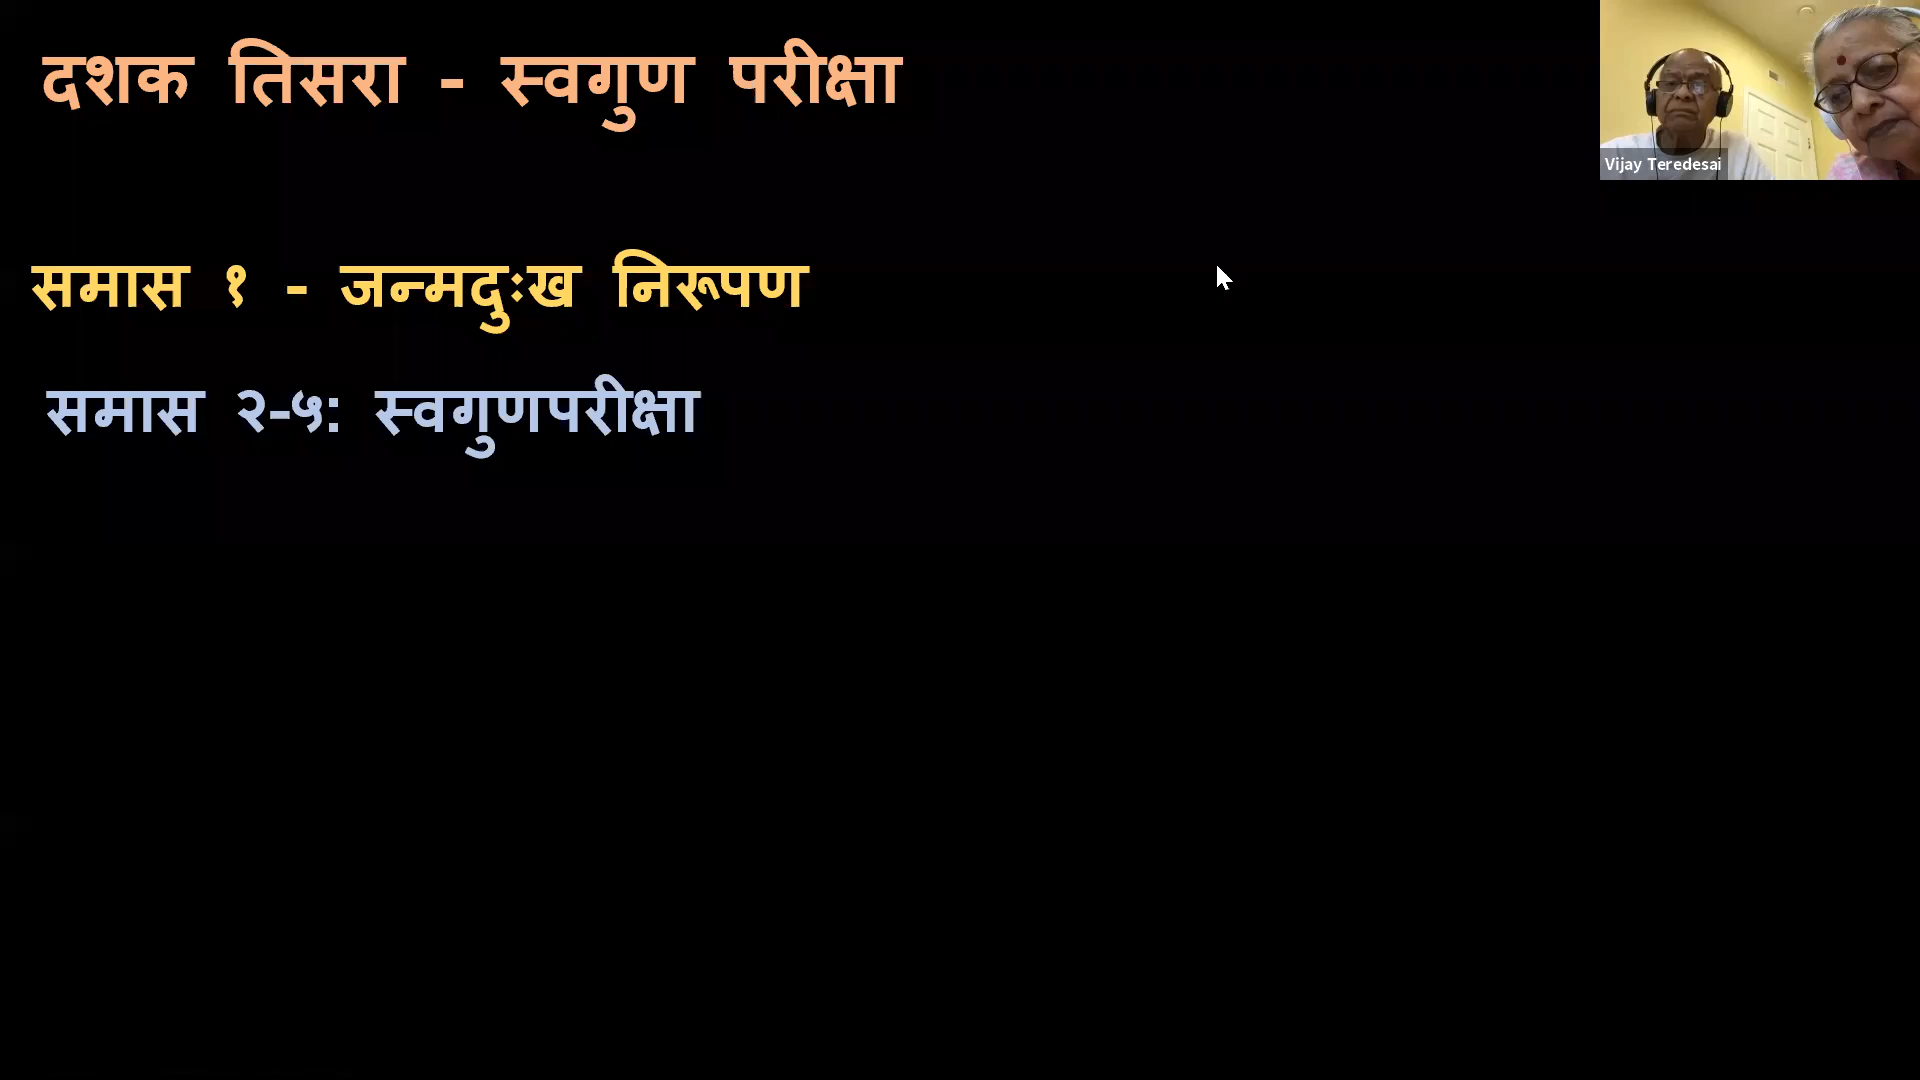 दशक तिसरा - स्वगुण परीक्षा
Vijay Teredesai
समास १ - जन्मदुःख निरूपण
समास २-५: स्वगुणपरीक्षा